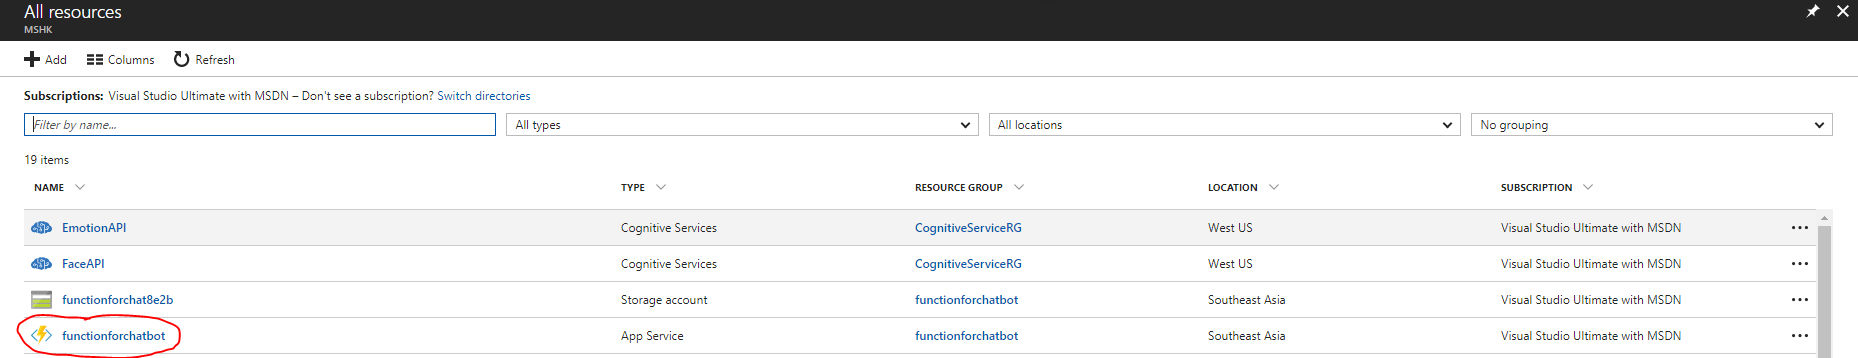 All resources
MSHK
Add Columns Refresh
Subscriptions: Visual Studio Ultimate with MSDN – Don't see a subscription? Switch directories
Filter by name... All types All locations No grouping
19 items
NAME TYPE RESOURCE GROUP LOCATION SUBSCRIPTION
EmotionAPI Cognitive Services CognitiveServiceRG West US Visual Studio Ultimate with MSDN
FaceAPI Cognitive Services CognitiveServiceRG West US Visual Studio Ultimate with MSDN
functionforchat8e2b Storage account functionforchatbot Southeast Asia Visual Studio Ultimate with MSDN
functionforchatbot App Service functionforchatbot Southeast Asia Visual Studio Ultimate with MSDN